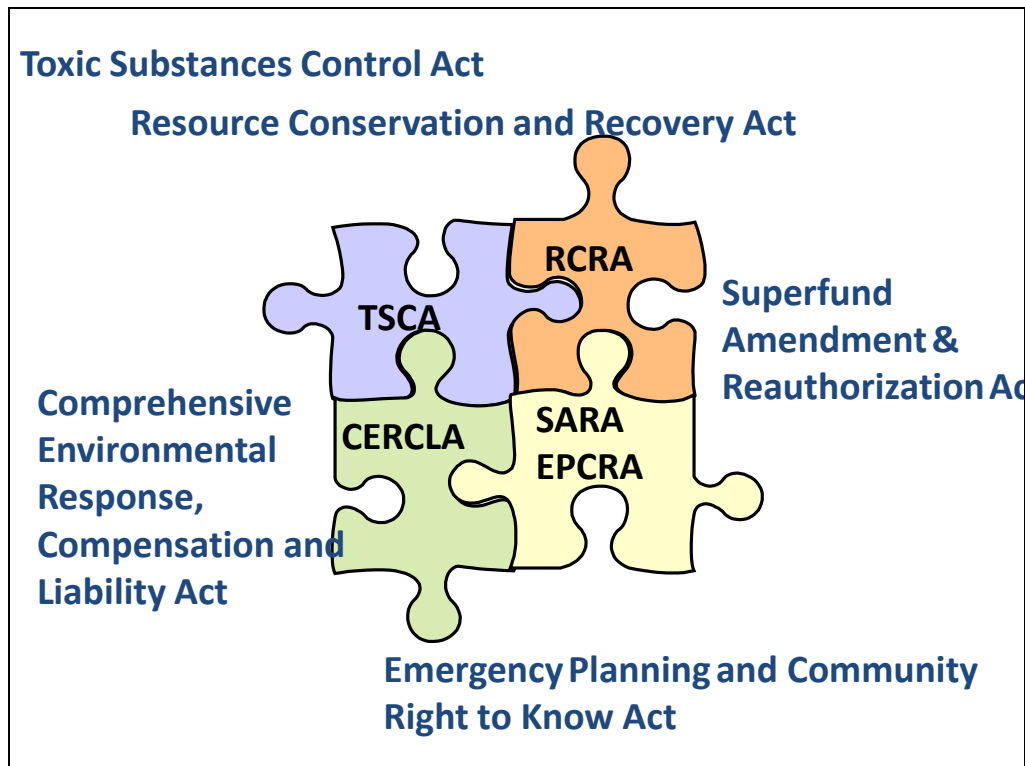 Toxic Substances Control Act
Resource Conservation and Recovery Act
RCRA
TSCA
Superfund
Amendment &
Reauthorization Ac
Comprehensive
Environmental
Response,
Compensation and
Liability Act
CERCLA
SARA
EPCRA
Emergency Planning and Community
Right to Know Act